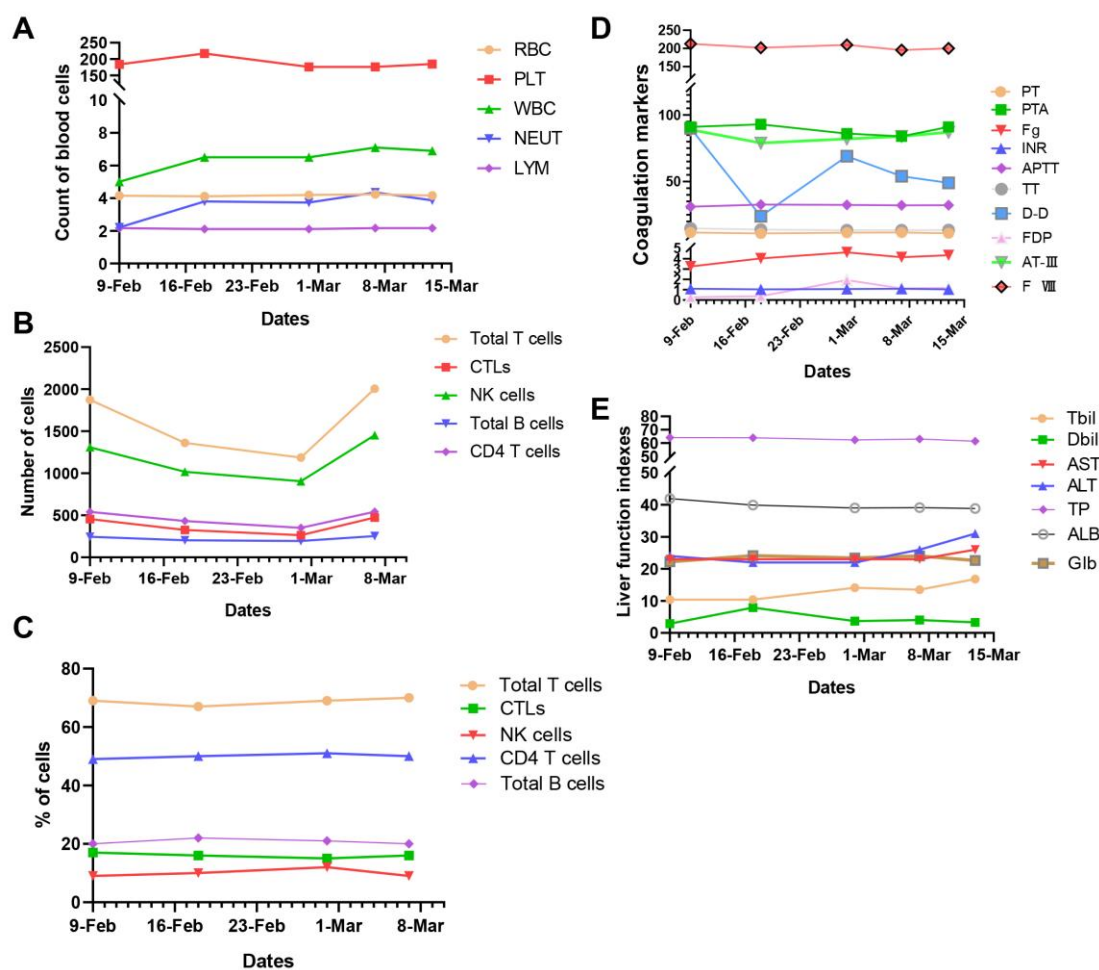 A
Count of blood cells
250
200
150
10
8
6
4
2
0
9-Feb 16-Feb 23-Feb 1-Mar 8-Mar 15-Mar
Dates
RBC
PLT
WBC
NEUT
LYM
B
Number of cells
2500
2000
1500
1000
500
0
9-Feb 16-Feb 23-Feb 1-Mar 8-Mar
Dates
Total T cells
CTLs
NK cells
Total B cells
CD4 T cells
C
% of cells
80
60
40
20
0
9-Feb 16-Feb 23-Feb 1-Mar 8-Mar
Dates
Total T cells
CTLs
NK cells
CD4 T cells
Total B cells
D
Coagulation markers
250
200
150
100
50
5
4
3
2
1
0
9-Feb 16-Feb 23-Feb 1-Mar 8-Mar 15-Mar
Dates
PT
PTA
Fg
INR
APTT
TT
D-D
FDP
AT-Ⅲ
F Ⅷ
E
Liver function indexes
80
70
60
50
50
40
30
20
10
0
9-Feb 16-Feb 23-Feb 1-Mar 8-Mar 15-Mar
Dates
Tbil
Dbil
AST
ALT
TP
ALB
Glb